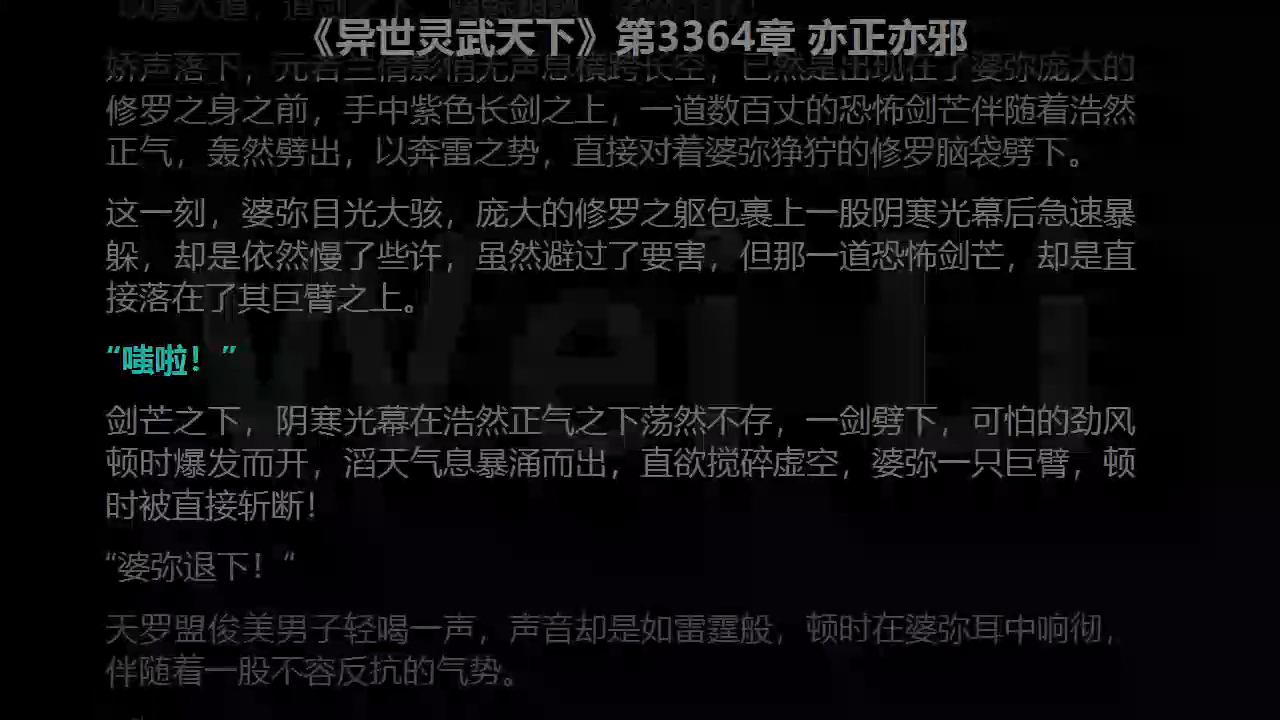 《异世灵武天下》第3364章 亦正亦邪
娇声落下，元若兰倩影悄无声息横跨长空，已然是出现在了婆弥庞大的
修罗之身之前，手中紫色长剑之上，一道数百丈的恐怖剑芒伴随着浩然
正气，轰然劈出，以奔雷之势，直接对着婆弥狰狞的修罗脑袋劈下。
这一刻，婆弥目光大骇，庞大的修罗之躯包裹上一股阴寒光幕后急速暴
躲，却是依然慢了些许，虽然避过了要害，但那一道恐怖剑芒，却是直
接落在了其巨臂之上。
“嗤啦！”
剑芒之下，阴寒光幕在浩然正气之下荡然不存，一剑劈下，可怕的劲风
顿时爆发而开，滔天气息暴涌而出，直欲搅碎虚空，婆弥一只巨臂，顿
时被直接斩断！
“婆弥退下！“
天罗盟俊美男子轻喝一声，声音却是如雷霆般，顿时在婆弥耳中响彻，
伴随着一股不容反抗的气势。
Wei Li